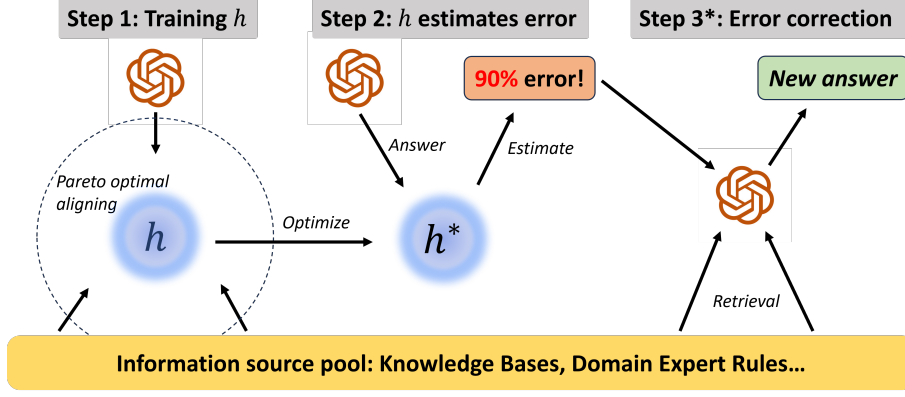 Step 1: Training h
Step 2: h estimates error
Step 3*: Error correction
90% error!
New answer
Answer
Estimate
Pareto optimal
aligning
h
Optimize
h*
Retrieval
Information source pool: Knowledge Bases, Domain Expert Rules…